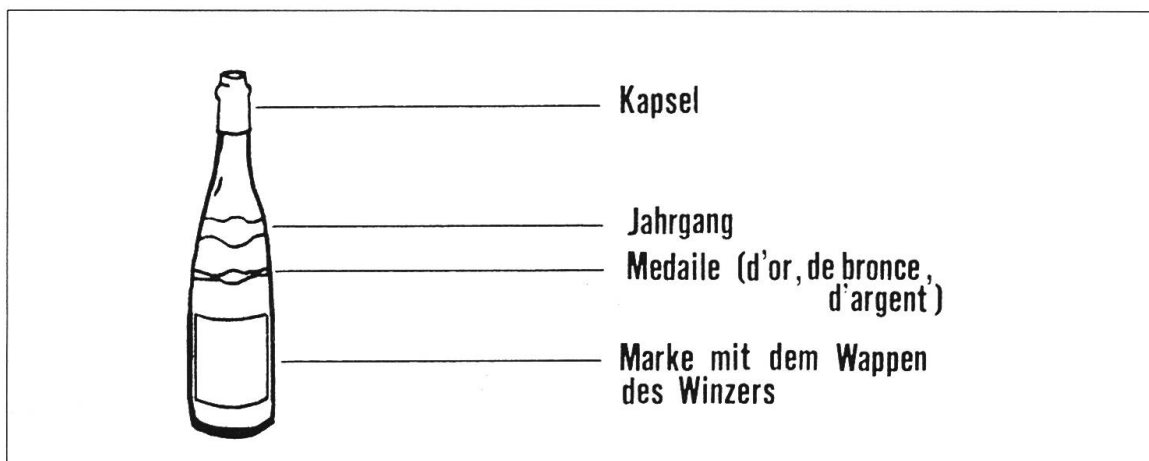 Kapsel
Jahrgang
Medaile (d'or, de bronce,
d'argent)
Marke mit dem Wappen
des Winzers